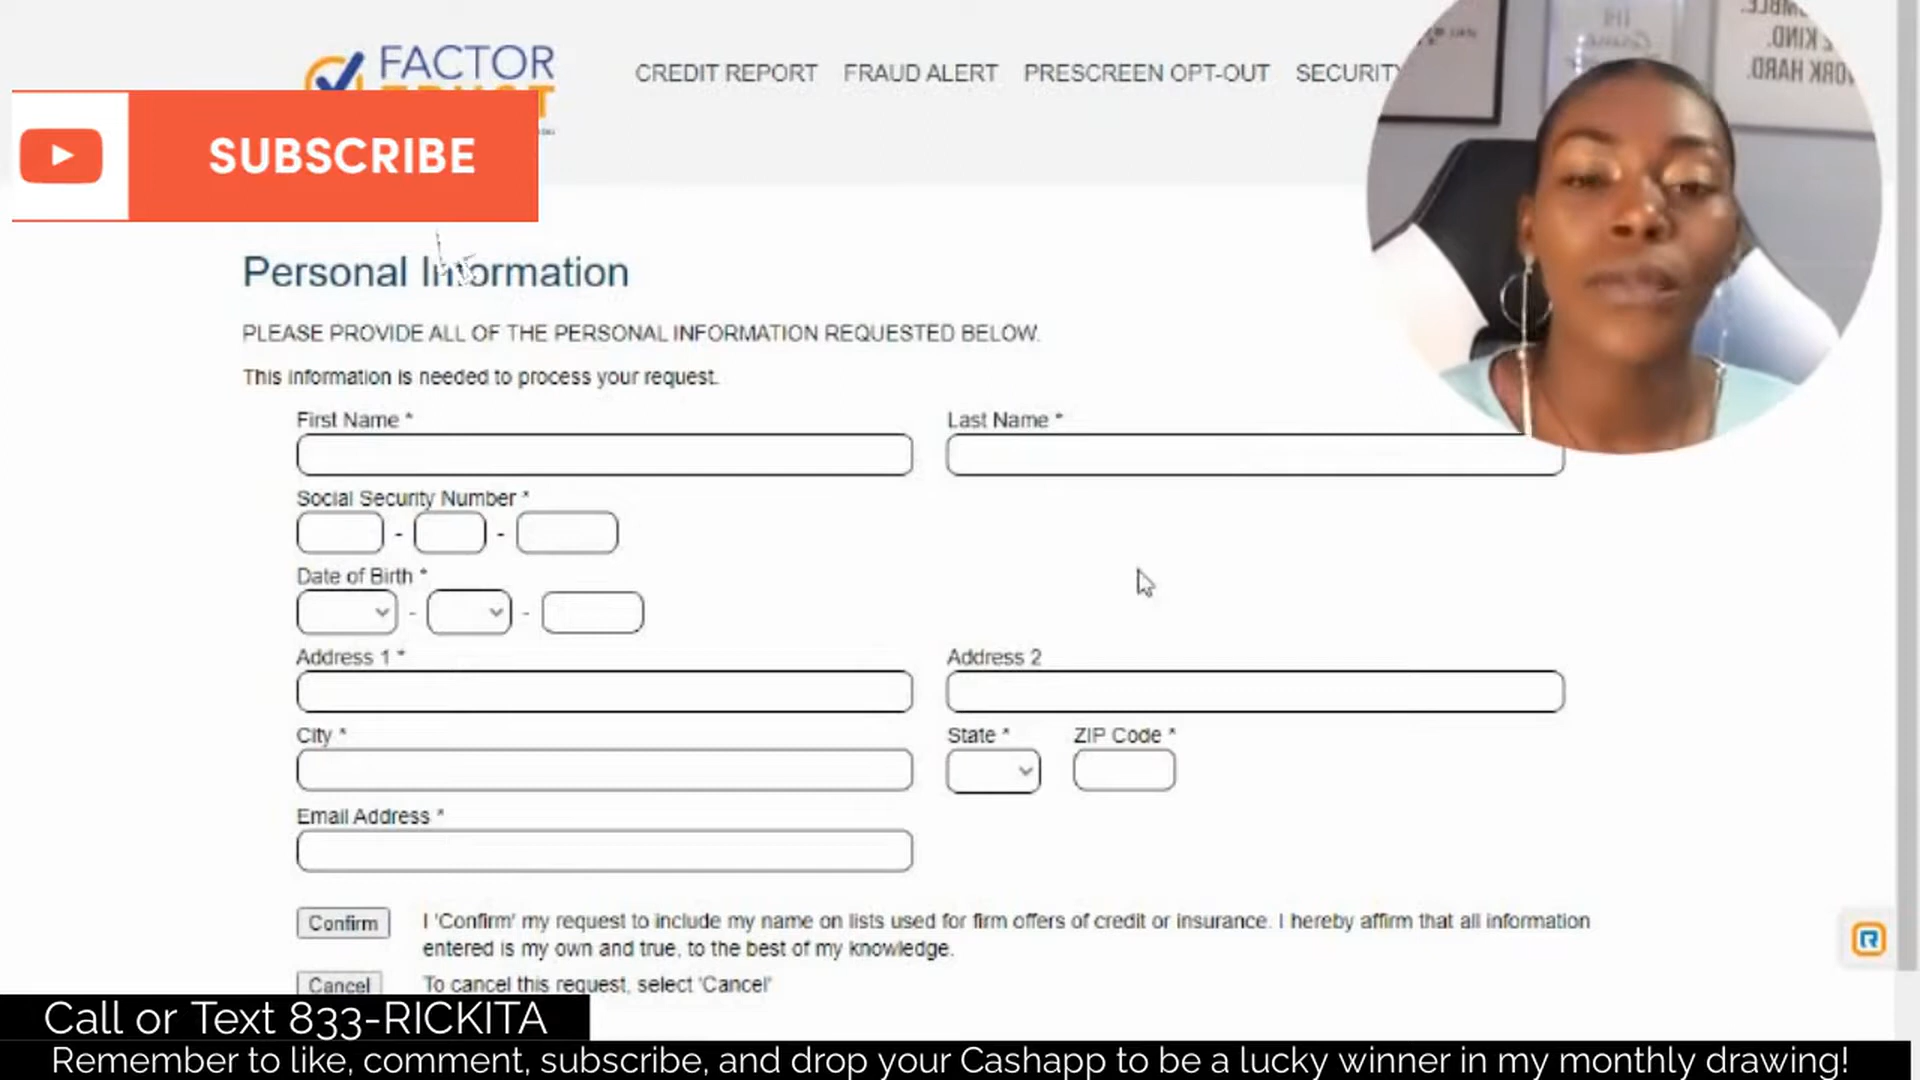 FACTOR
CREDIT REPORT FRAUD ALERT PRESCREEN OPT-OUT SECURITY
SUBSCRIBE
KIND.
WORK HARD.
Personal Information
PLEASE PROVIDE ALL OF THE PERSONAL INFORMATION REQUESTED BELOW.
This information is needed to process your request.
First Name * Last Name *
Social Security Number *
- -
Date of Birth *
- -
Address 1 * Address 2
City * State * ZIP Code *
Email Address *
Confirm I 'Confirm' my request to include my name on lists used for firm offers of credit or insurance. I hereby affirm that all information
entered is my own and true, to the best of my knowledge.
Cancel To cancel this request, select 'Cancel'
R
Call or Text 833-RICKITA
Remember to like, comment, subscribe, and drop your Cashapp to be a lucky winner in my monthly drawing!